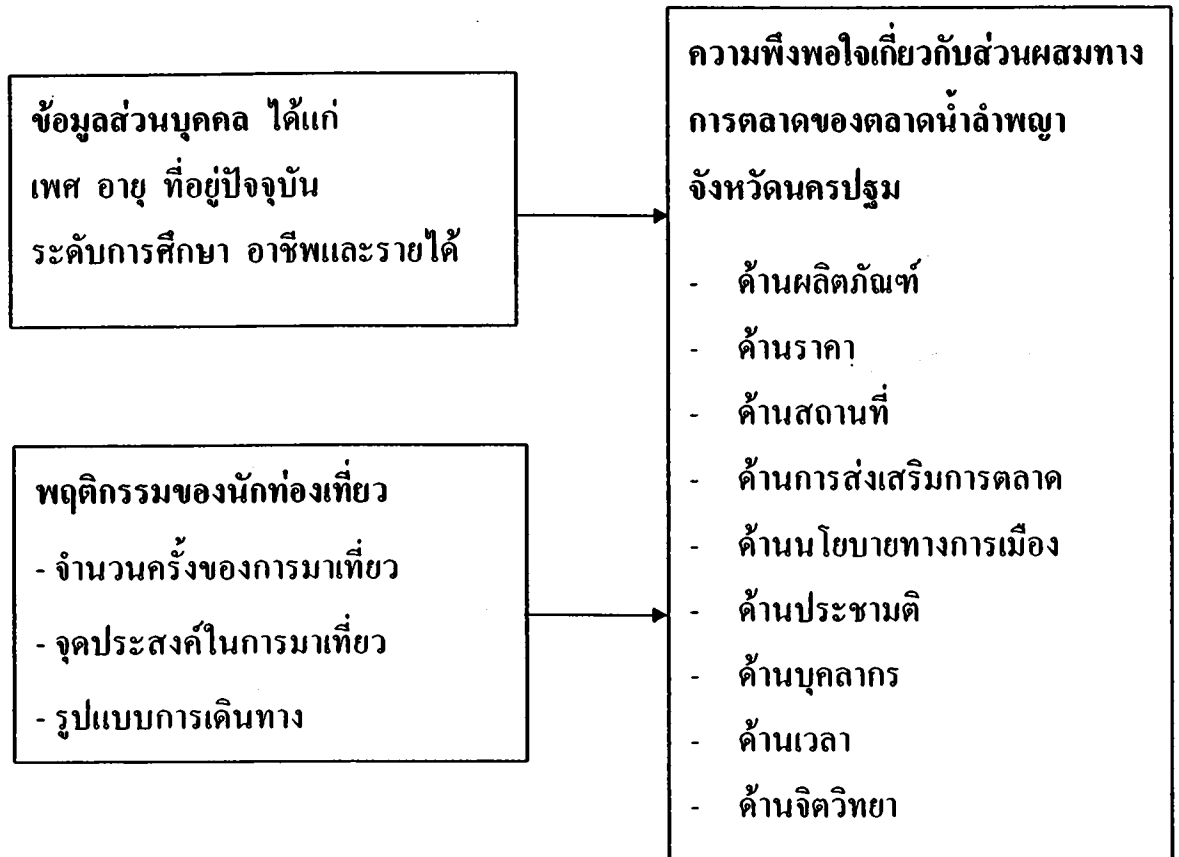 ข้อมูลส่วนบุคคล ได้แก่
เพศ อายุ ที่อยู่ปัจจุบัน
ระดับการศึกษา อาชีพและรายได้
พฤติกรรมของนักท่องเที่ยว
- จำนวนครั้งของการมาเที่ยว
- จุดประสงค์ในการมาเที่ยว
- รูปแบบการเดินทาง
ความพึงพอใจเกี่ยวกับส่วนผสมทาง
การตลาดของตลาดน้ำลำพญา
จังหวัดนครปฐม
- ด้านผลิตภัณฑ์
- ด้านราคา
- ด้านสถานที่
- ด้านการส่งเสริมการตลาด
- ด้านนโยบายทางการเมือง
- ด้านประชามติ
- ด้านบุคลากร
- ด้านเวลา
- ด้านจิตวิทยา